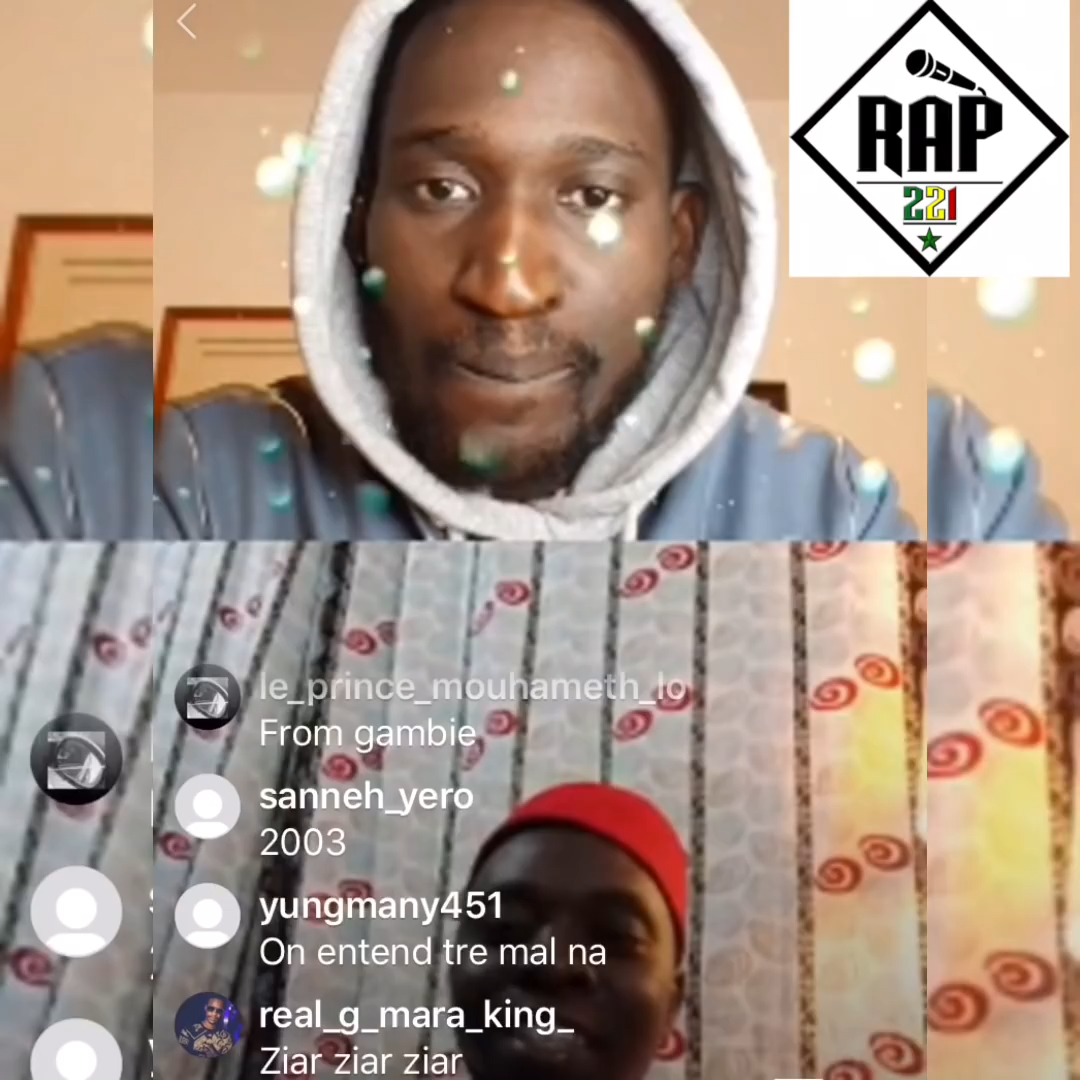 RAP
221
le_prince_mouhameth_lo
From gambie
sanneh_yero
2003
yungmany451
On entend tre mal na
real_g_mara_king_
Ziar ziar ziar